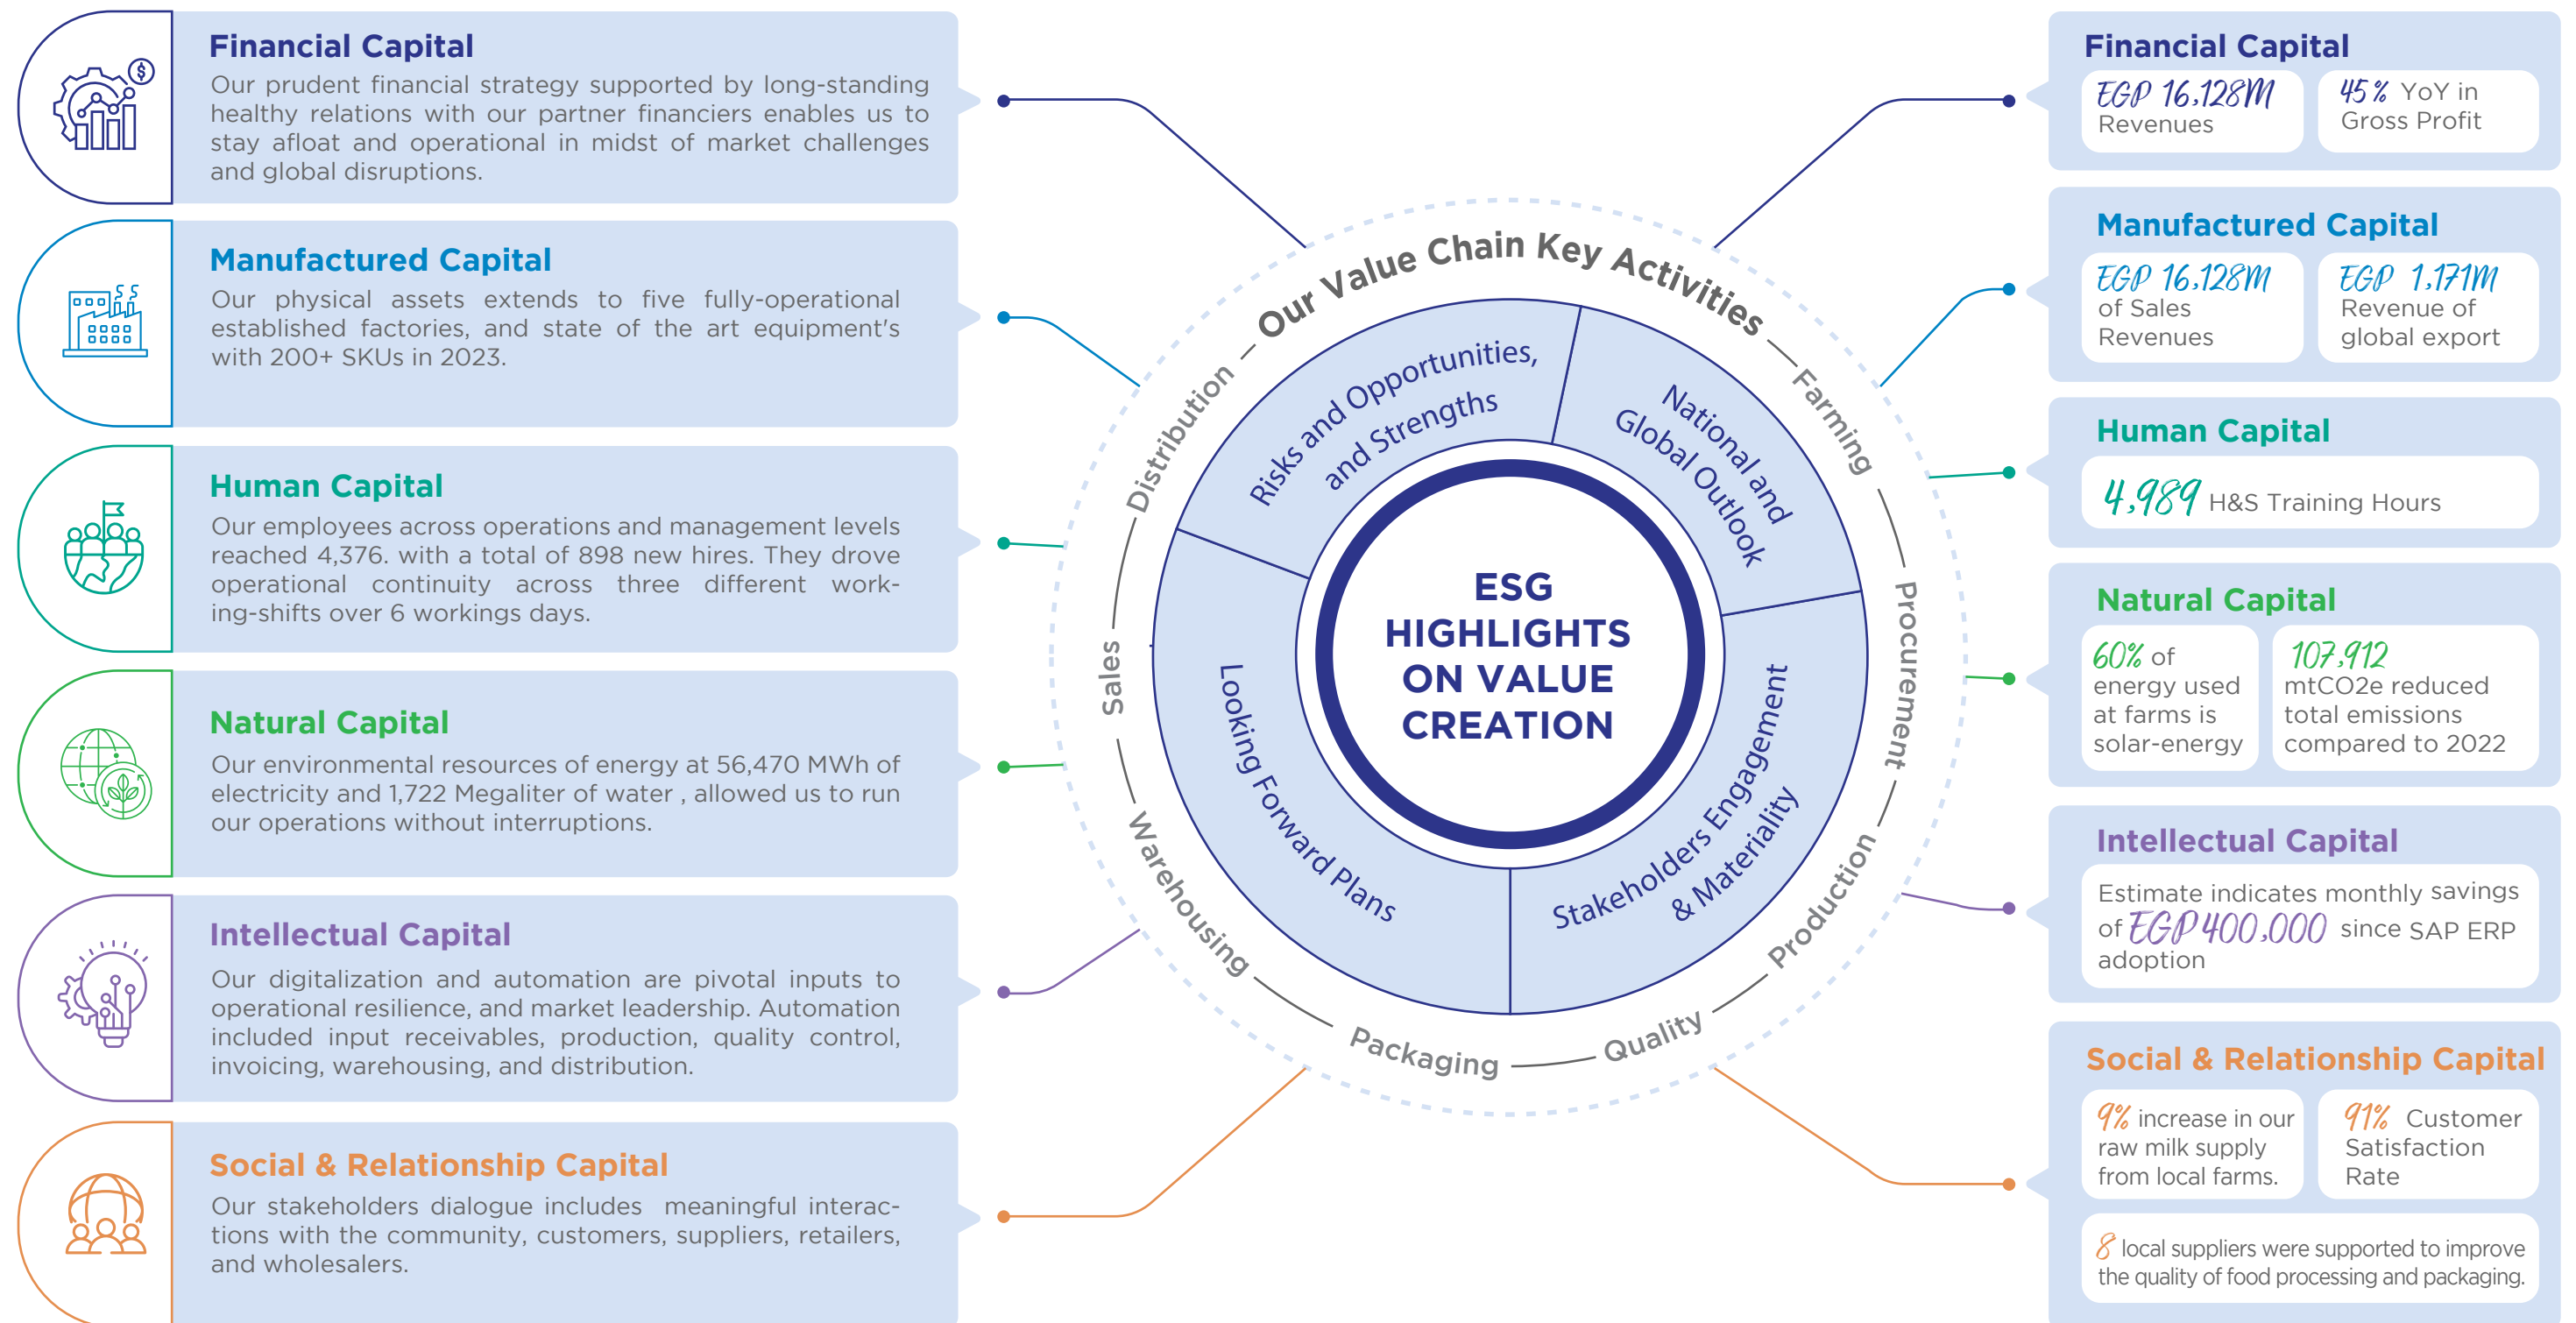 Financial Capital
Our prudent financial strategy supported by long-standing
healthy relations with our partner financiers enables us to
stay afloat and operational in midst of market challenges
and global disruptions.
Manufactured Capital
Our physical assets extends to five fully-operational
established factories, and state of the art equipment's
with 200+ SKUs in 2023.
Human Capital
Our employees across operations and management levels
reached 4,376. with a total of 898 new hires. They drove
operational continuity across three different work-
ing-shifts over 6 workings days.
Natural Capital
Our environmental resources of energy at 56,470 MWh of
electricity and 1,722 Megaliter of water , allowed us to run
our operations without interruptions.
Intellectual Capital
Our digitalization and automation are pivotal inputs to
operational resilience, and market leadership. Automation
included input receivables, production, quality control,
invoicing, warehousing, and distribution.
Social & Relationship Capital
Our stakeholders dialogue includes meaningful interac-
tions with the community, customers, suppliers, retailers,
and wholesalers.
Our Value Chain Key Activities
Farming
Procurement
Production
Quality
Packaging
Warehousing
Sales
Distribution
Risks and Opportunities,
and Strengths
National and
Global Outlook
Stakeholders Engagement
& Materiality
Looking Forward Plans
ESG
HIGHLIGHTS
ON VALUE
CREATION
Financial Capital
EGP 16,128M
Revenues
45% YoY in
Gross Profit
Manufactured Capital
EGP 16,128M
of Sales
Revenues
EGP 1,171M
Revenue of
global export
Human Capital
4,989 H&S Training Hours
Natural Capital
60% of
energy used
at farms is
solar-energy
107,912
mtCO2e reduced
total emissions
compared to 2022
Intellectual Capital
Estimate indicates monthly savings
of EGP 400,000 since SAP ERP
adoption
Social & Relationship Capital
9% increase in our
raw milk supply
from local farms.
91% Customer
Satisfaction
Rate
8 local suppliers were supported to improve
the quality of food processing and packaging.